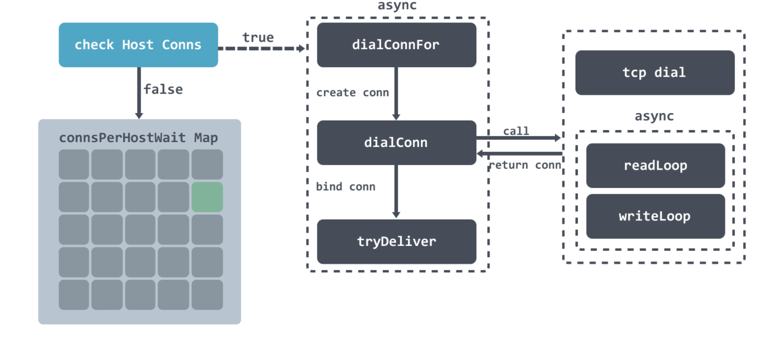 async
check Host Conns
true
dialConnFor
tcp dial
false
create conn
async
connsPerHostWait Map
dialConn
call
return conn
readLoop
bind conn
writeLoop
tryDeliver